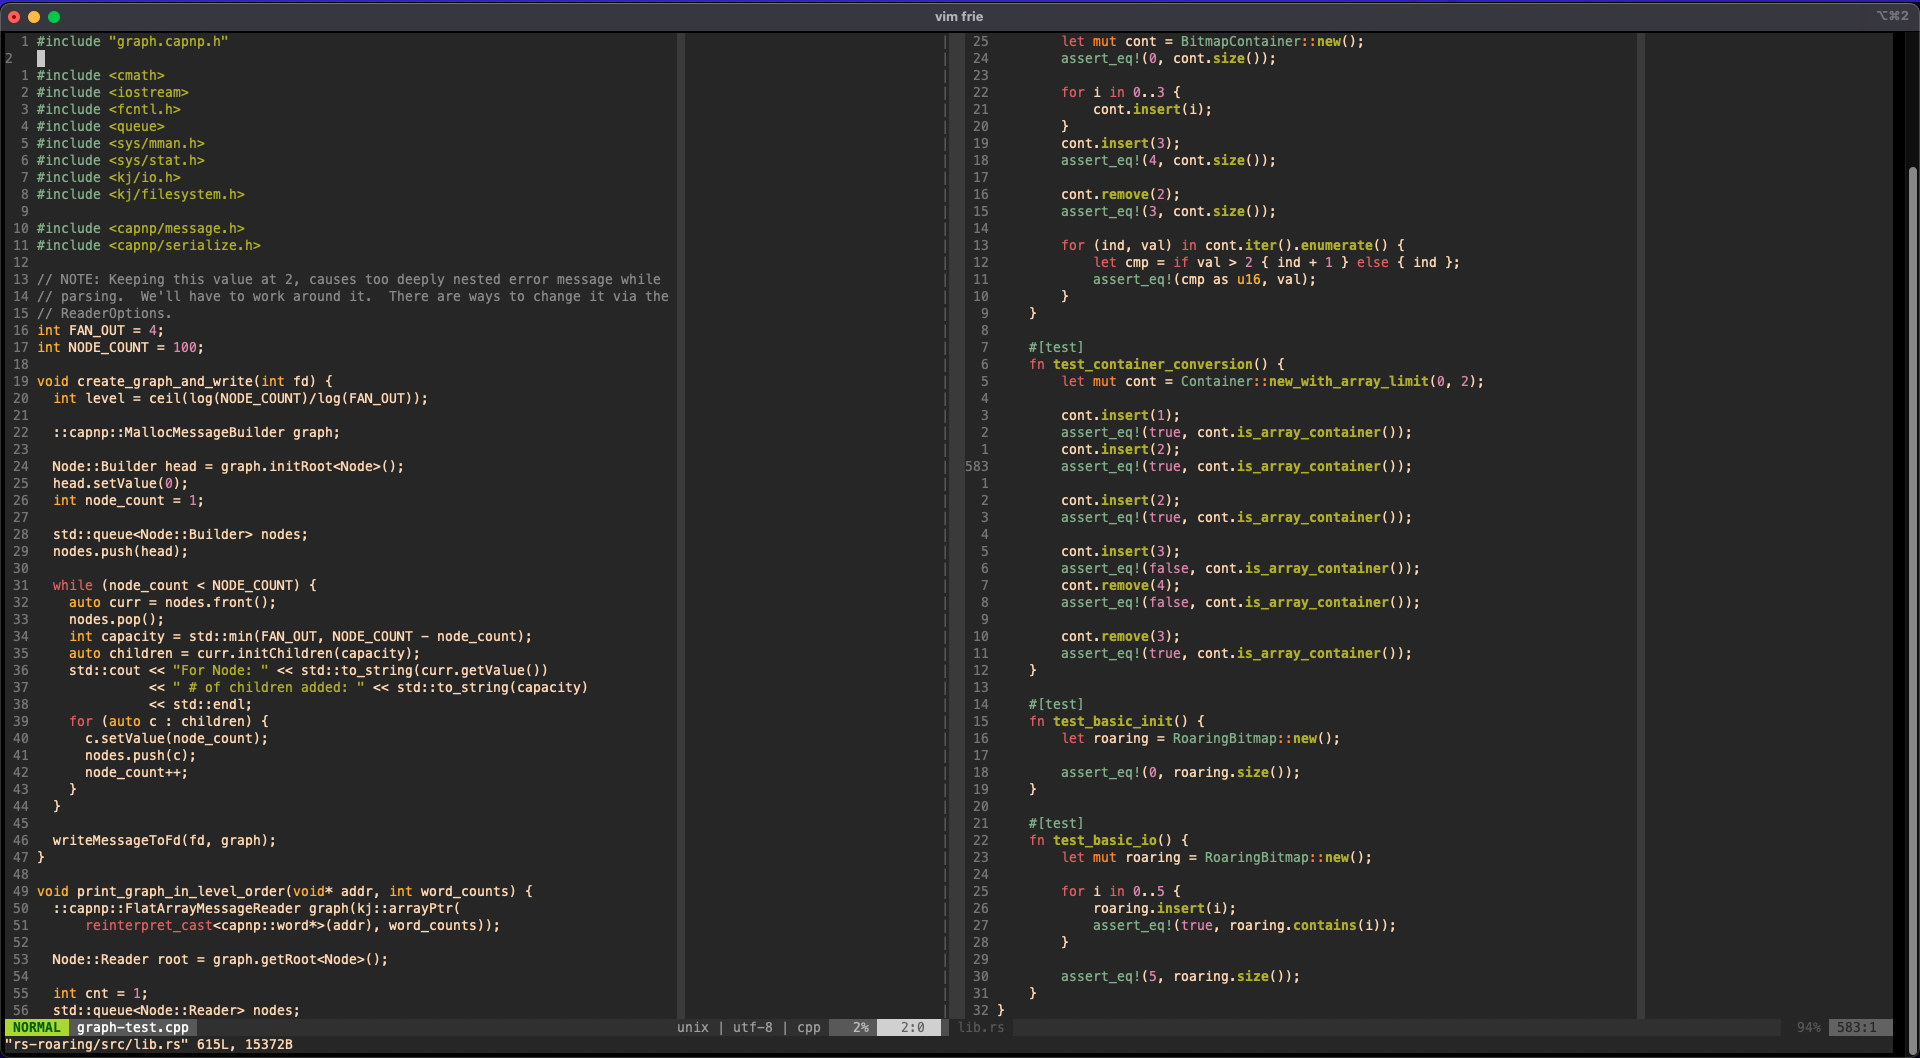 vim frie
⌥⌘2
1 #include "graph.capnp.h"
2
1 #include <cmath>
2 #include <iostream>
3 #include <fcntl.h>
4 #include <queue>
5 #include <sys/mman.h>
6 #include <sys/stat.h>
7 #include <kj/io.h>
8 #include <kj/filesystem.h>
9
10 #include <capnp/message.h>
11 #include <capnp/serialize.h>
12
13 // NOTE: Keeping this value at 2, causes too deeply nested error message while
14 // parsing.  We'll have to work around it.  There are ways to change it via the
15 // ReaderOptions.
16 int FAN_OUT = 4;
17 int NODE_COUNT = 100;
18
19 void create_graph_and_write(int fd) {
20   int level = ceil(log(NODE_COUNT)/log(FAN_OUT));
21
22   ::capnp::MallocMessageBuilder graph;
23
24   Node::Builder head = graph.initRoot<Node>();
25   head.setValue(0);
26   int node_count = 1;
27
28   std::queue<Node::Builder> nodes;
29   nodes.push(head);
30
31   while (node_count < NODE_COUNT) {
32     auto curr = nodes.front();
33     nodes.pop();
34     int capacity = std::min(FAN_OUT, NODE_COUNT - node_count);
35     auto children = curr.initChildren(capacity);
36     std::cout << "For Node: " << std::to_string(curr.getValue())
37               << " # of children added: " << std::to_string(capacity)
38               << std::endl;
39     for (auto c : children) {
40       c.setValue(node_count);
41       nodes.push(c);
42       node_count++;
43     }
44   }
45
46   writeMessageToFd(fd, graph);
47 }
48
49 void print_graph_in_level_order(void* addr, int word_counts) {
50   ::capnp::FlatArrayMessageReader graph(kj::arrayPtr(
51       reinterpret_cast<capnp::word*>(addr), word_counts));
52
53   Node::Reader root = graph.getRoot<Node>();
54
55   int cnt = 1;
56   std::queue<Node::Reader> nodes;
NORMAL graph-test.cpp unix | utf-8 | cpp 2% 2:0
25         let mut cont = BitmapContainer::new();
24         assert_eq!(0, cont.size());
23
22         for i in 0..3 {
21             cont.insert(i);
20         }
19         cont.insert(3);
18         assert_eq!(4, cont.size());
17
16         cont.remove(2);
15         assert_eq!(3, cont.size());
14
13         for (ind, val) in cont.iter().enumerate() {
12             let cmp = if val > 2 { ind + 1 } else { ind };
11             assert_eq!(cmp as u16, val);
10         }
9     }
8
7     #[test]
6     fn test_container_conversion() {
5         let mut cont = Container::new_with_array_limit(0, 2);
4
3         cont.insert(1);
2         assert_eq!(true, cont.is_array_container());
1         cont.insert(2);
583         assert_eq!(true, cont.is_array_container());
1
2         cont.insert(2);
3         assert_eq!(true, cont.is_array_container());
4
5         cont.insert(3);
6         assert_eq!(false, cont.is_array_container());
7         cont.remove(4);
8         assert_eq!(false, cont.is_array_container());
9
10         cont.remove(3);
11         assert_eq!(true, cont.is_array_container());
12     }
13
14     #[test]
15     fn test_basic_init() {
16         let roaring = RoaringBitmap::new();
17
18         assert_eq!(0, roaring.size());
19     }
20
21     #[test]
22     fn test_basic_io() {
23         let mut roaring = RoaringBitmap::new();
24
25         for i in 0..5 {
26             roaring.insert(i);
27             assert_eq!(true, roaring.contains(i));
28         }
29
30         assert_eq!(5, roaring.size());
31     }
32 }
lib.rs 94% 583:1
"rs-roaring/src/lib.rs" 615L, 15372B